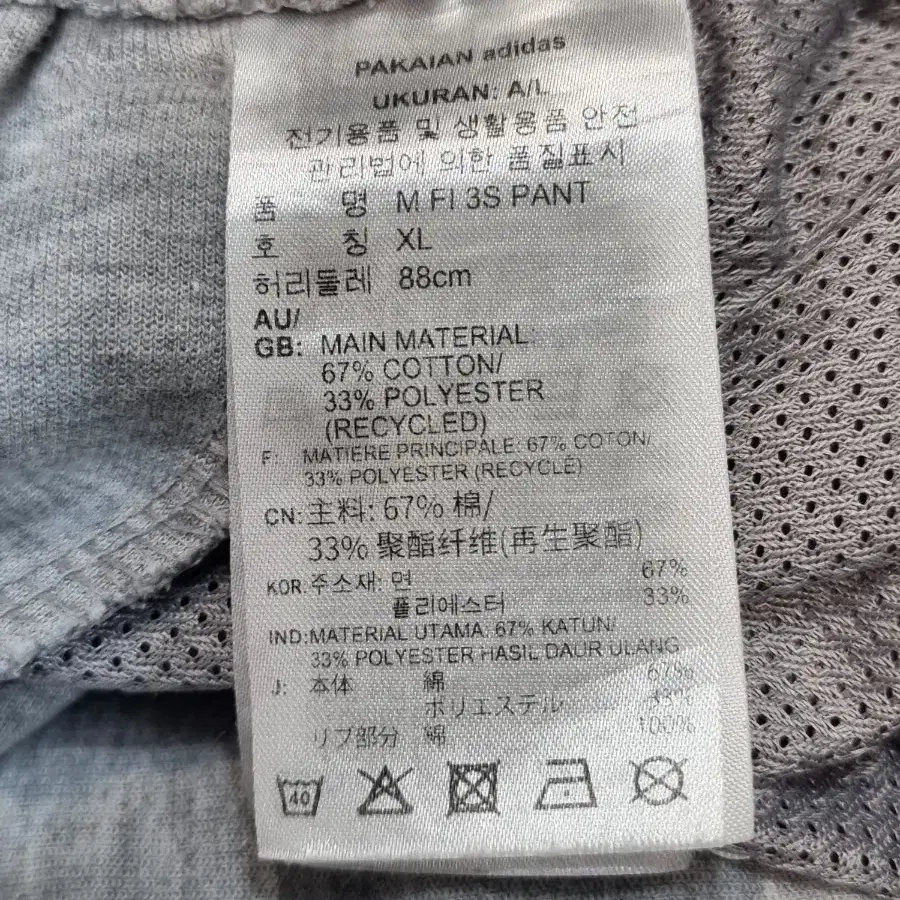 PAKAIAN adidas
UKURAN: A/L
전기용품 및 생활용품 안전
관리법에 의한 품질표시
품 명 M FI 3S PANT
호 칭 XL
허리둘레 88cm
AU/
GB: MAIN MATERIAL:
67% COTTON/
33% POLYESTER
(RECYCLED)
F: MATIERE PRINCIPALE: 67% COTON/
33% POLYESTER (RECYCLÉ)
CN: 主料: 67% 棉/
33% 聚酯纤维(再生聚酯)
KOR: 주소재: 면 67%
폴리에스터 33%
IND: MATERIAL UTAMA: 67% KATUN/
33% POLYESTER HASIL DAUR ULANG
J: 本体 綿 67%
ポリエステル 33%
リブ部分 綿 100%
40